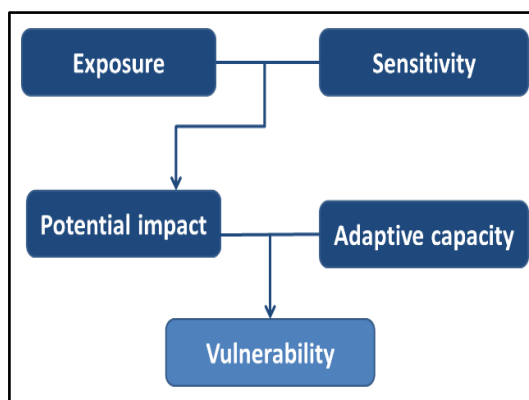 Exposure
Sensitivity
Potential impact
Adaptive capacity
Vulnerability